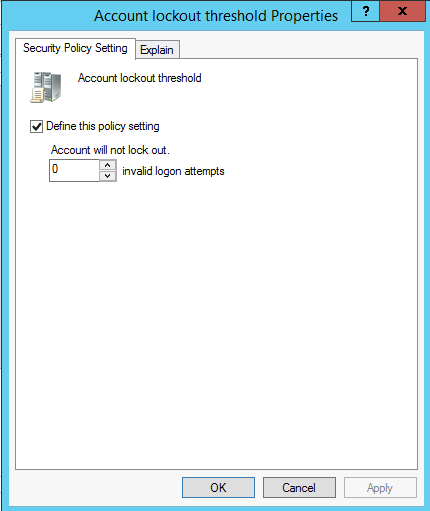 Account lockout threshold Properties
?
x
Security Policy Setting
Explain
Account lockout threshold
Define this policy setting
Account will not lock out.
0
invalid logon attempts
OK
Cancel
Apply